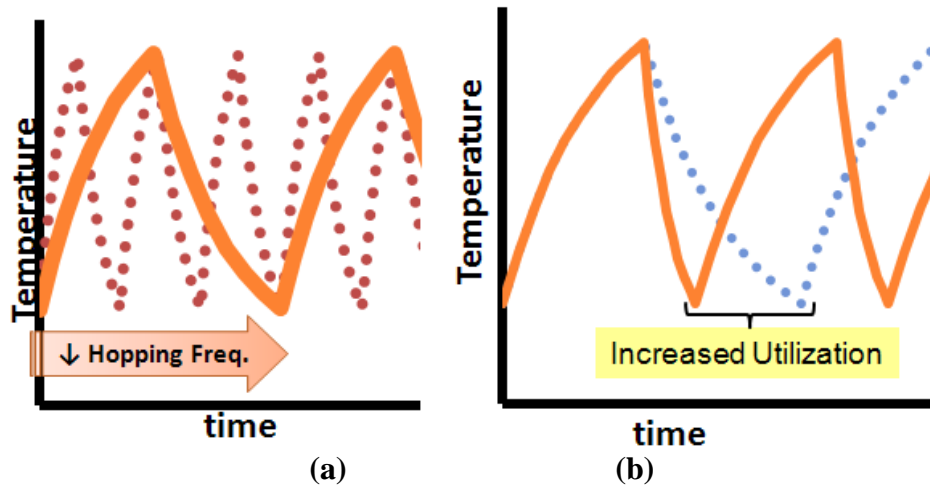 Temperature
↓ Hopping Freq.
time
(a)
Temperature
Increased Utilization
time
(b)